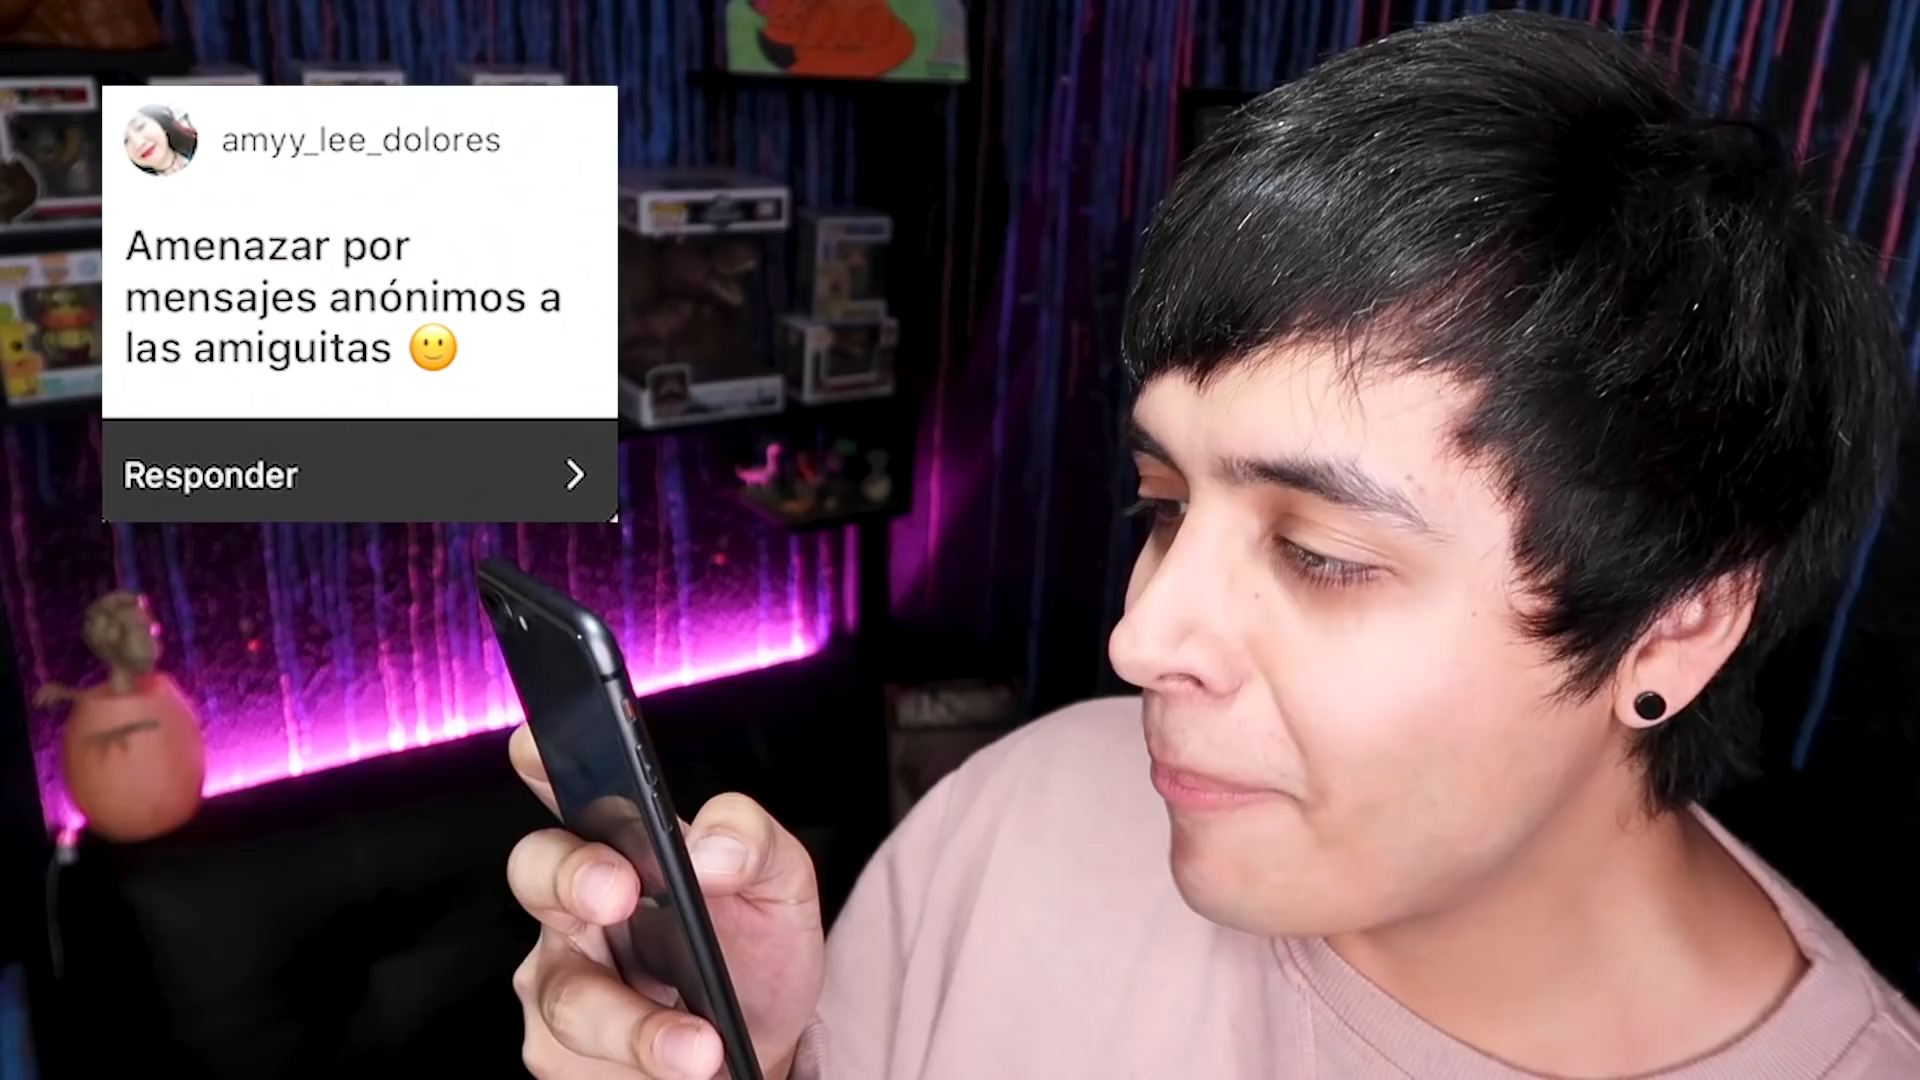 amyy_lee_dolores
Amenazar por
mensajes anónimos a
las amiguitas 🙂
Responder